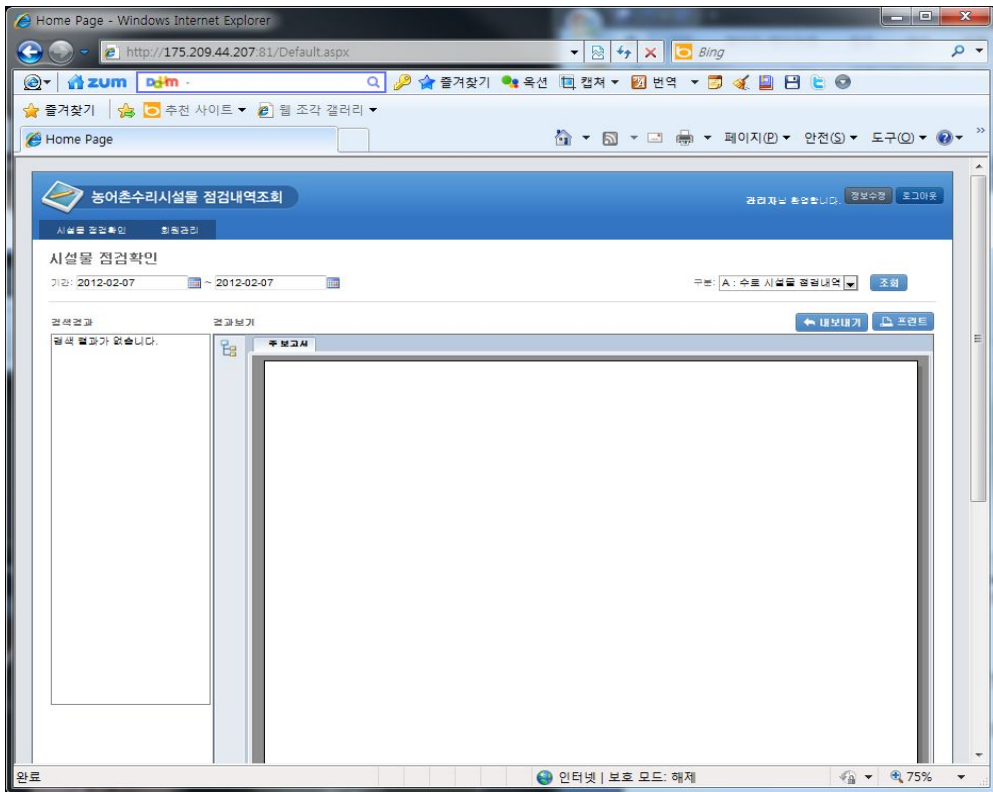 Home Page - Windows Internet Explorer
http://175.209.44.207:81/Default.aspx
Bing
zum
Daum
즐겨찾기 옥션 캡쳐 번역
즐겨찾기 추천 사이트 웹 조각 갤러리
Home Page
페이지(P) 안전(S) 도구(O)
농어촌수리시설물 점검내역조회
관리자님 환영합니다. 정보수정 로그아웃
시설물 점검확인 회원관리
시설물 점검확인
기간: 2012-02-07 ~ 2012-02-07
구분: A : 수로 시설물 점검내역 조회
검색결과 결과보기 내보내기 프린트
검색 결과가 없습니다.
주 보고서
완료 인터넷 | 보호 모드: 해제 75%